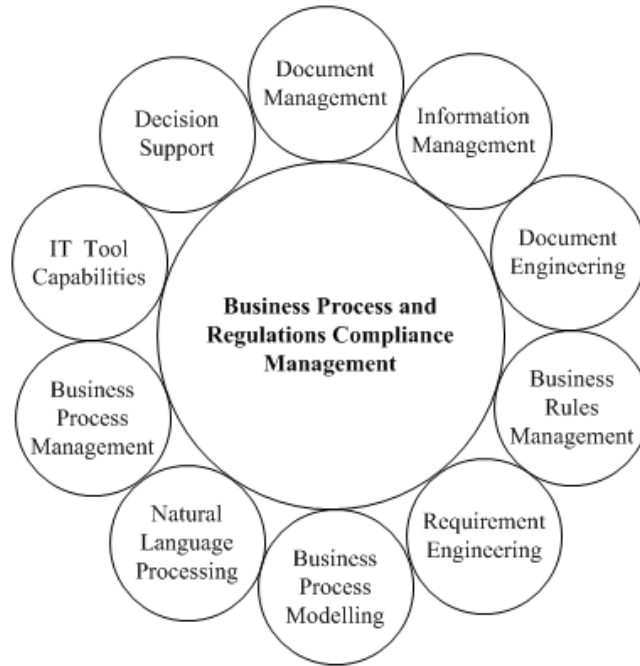 Document
Management
Information
Management
Document
Engineering
Business
Rules
Management
Requirement
Engineering
Business
Process
Modelling
Natural
Language
Processing
Business
Process
Management
IT Tool
Capabilities
Decision
Support
Business Process and
Regulations Compliance
Management